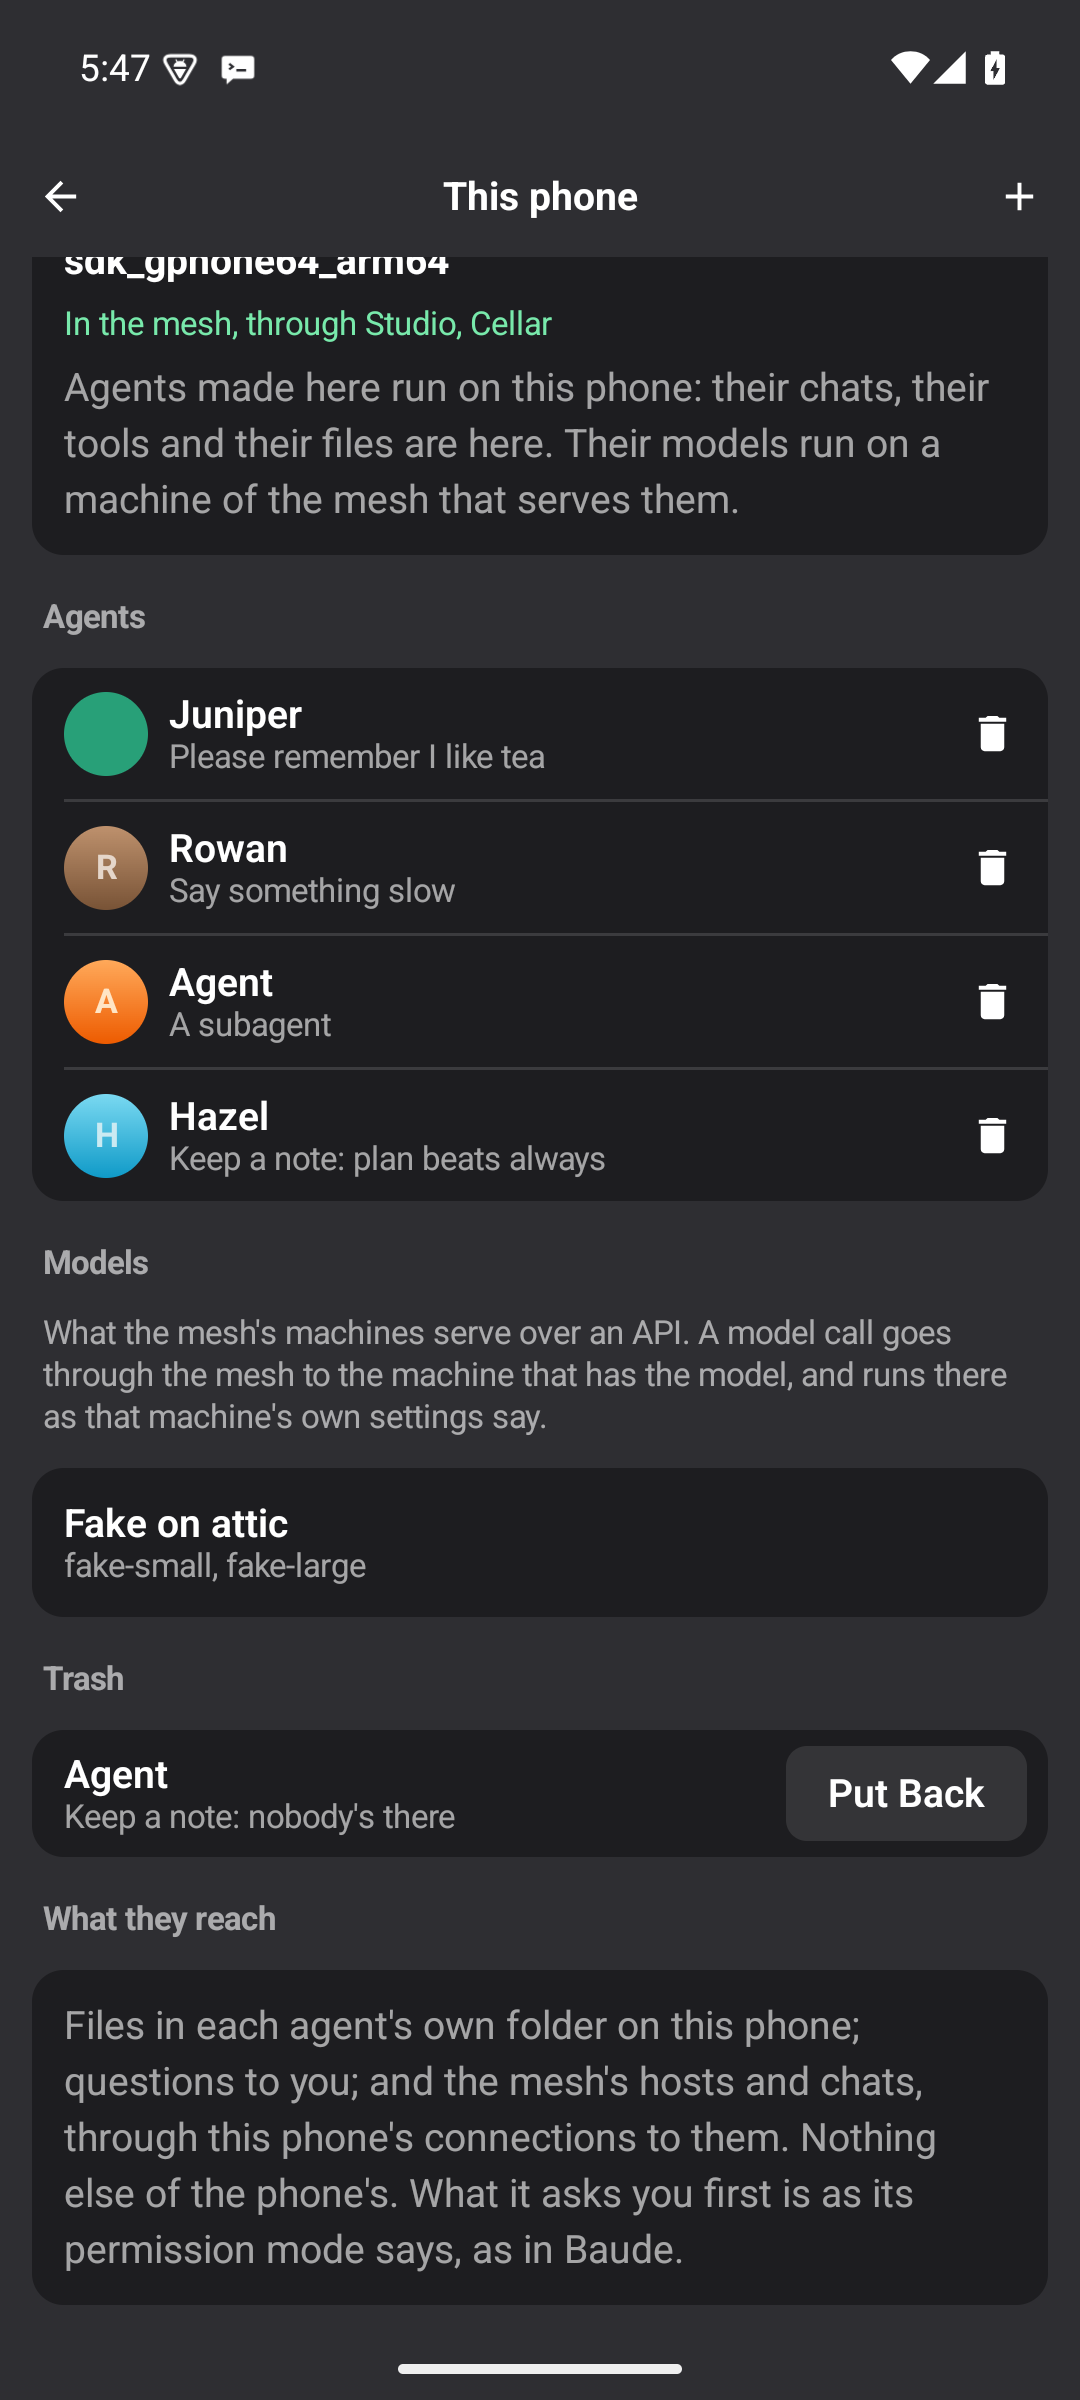 5:47
This phone
sdk_gphone64_arm64
In the mesh, through Studio, Cellar
Agents made here run on this phone: their chats, their
tools and their files are here. Their models run on a
machine of the mesh that serves them.
Agents
Juniper
Please remember I like tea
R
Rowan
Say something slow
A
Agent
A subagent
H
Hazel
Keep a note: plan beats always
Models
What the mesh's machines serve over an API. A model call goes
through the mesh to the machine that has the model, and runs there
as that machine's own settings say.
Fake on attic
fake-small, fake-large
Trash
Agent
Keep a note: nobody's there
Put Back
What they reach
Files in each agent's own folder on this phone;
questions to you; and the mesh's hosts and chats,
through this phone's connections to them. Nothing
else of the phone's. What it asks you first is as its
permission mode says, as in Baude.